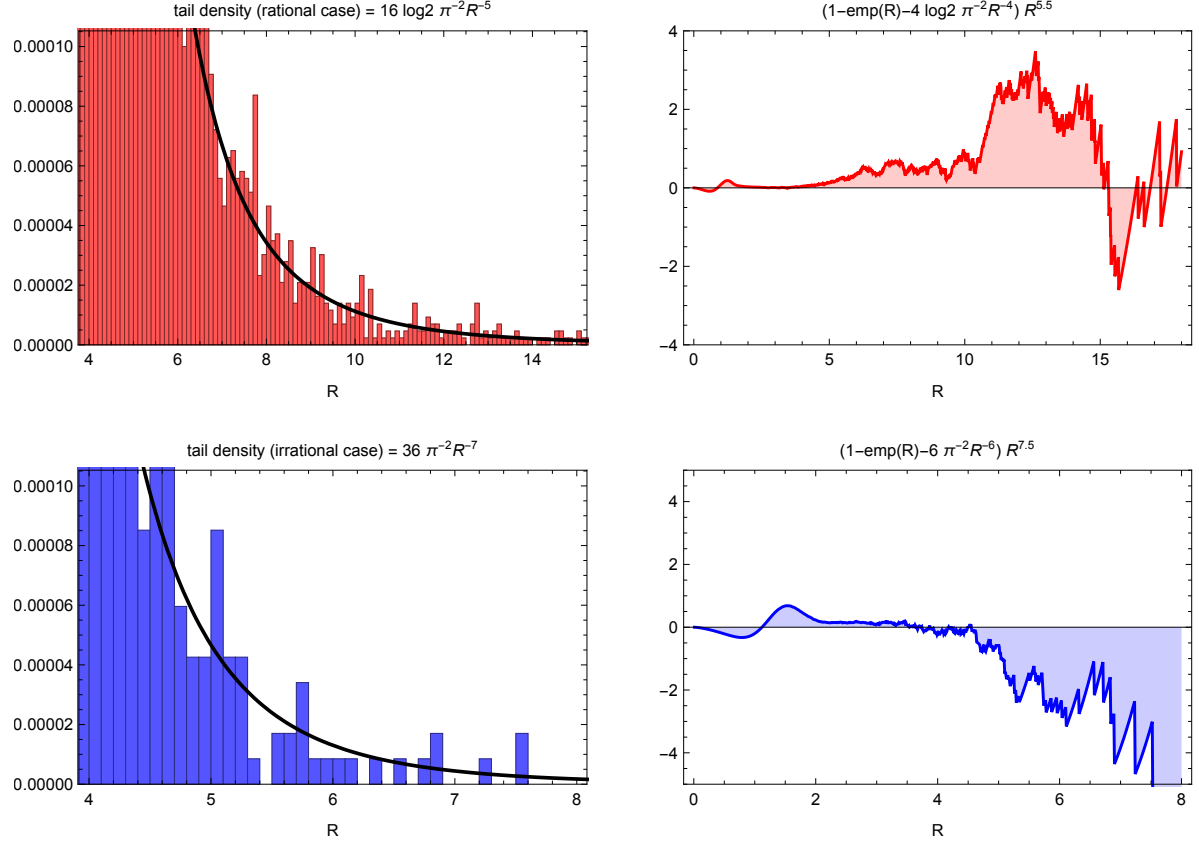 tail density (rational case) = 16 log2 π⁻²R⁻⁵
0.00010
0.00008
0.00006
0.00004
0.00002
0.00000
4 6 8 10 12 14
R
(1-emp(R)-4 log2 π⁻²R⁻⁴) R⁵·⁵
4
2
0
-2
-4
0 5 10 15
R
tail density (irrational case) = 36 π⁻²R⁻⁷
0.00010
0.00008
0.00006
0.00004
0.00002
0.00000
4 5 6 7 8
R
(1-emp(R)-6 π⁻²R⁻⁶) R⁷·⁵
4
2
0
-2
-4
0 2 4 6 8
R